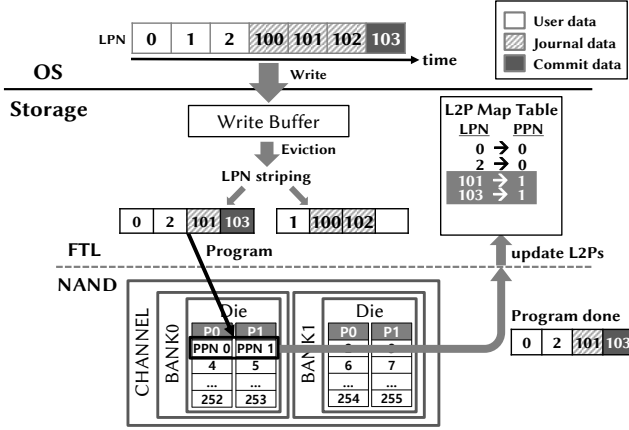 LPN 0 1 2 100 101 102 103
time
User data
Journal data
Commit data
OS
Write
Storage
Write Buffer
Eviction
LPN striping
L2P Map Table
LPN PPN
0 → 0
2 → 0
101 → 1
103 → 1
0 2 101 103
1 100 102
Program
FTL
update L2Ps
NAND
CHANNEL
BANK0
Die
P0 P1
PPN 0 PPN 1
4 5
... ...
252 253
BANK1
Die
P0 P1
6 7
... ...
254 255
Program done
0 2 101 103